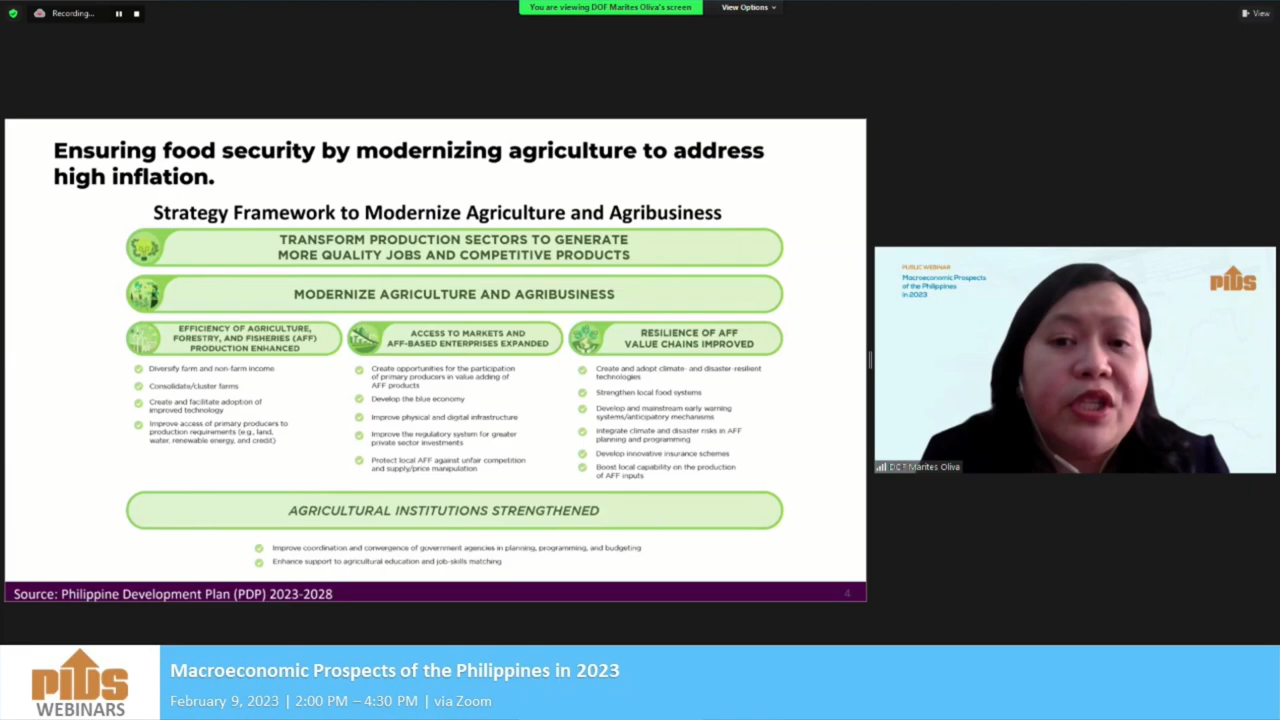 Recording...
You are viewing DOF Marites Oliva's screen
View Options
View
Ensuring food security by modernizing agriculture to address
high inflation.
Strategy Framework to Modernize Agriculture and Agribusiness
TRANSFORM PRODUCTION SECTORS TO GENERATE
MORE QUALITY JOBS AND COMPETITIVE PRODUCTS
MODERNIZE AGRICULTURE AND AGRIBUSINESS
EFFICIENCY OF AGRICULTURE,
FORESTRY, AND FISHERIES (AFF)
PRODUCTION ENHANCED
Diversify farm and non-farm income
Consolidate/cluster farms
Create and facilitate adoption of
improved technology
Improve access of primary producers to
production requirements (e.g., land,
water, renewable energy, and credit)
ACCESS TO MARKETS AND
AFF-BASED ENTERPRISES EXPANDED
Create opportunities for the participation
of primary producers in value adding of
AFF products
Develop the blue economy
Improve physical and digital infrastructure
Improve the regulatory system for greater
private sector investments
Protect local AFF against unfair competition
and supply/price manipulation
RESILIENCE OF AFF
VALUE CHAINS IMPROVED
Create and adopt climate- and disaster-resilient
technologies
Strengthen local food systems
Develop and mainstream early warning
systems/anticipatory mechanisms
Integrate climate and disaster risks in AFF
planning and programming
Develop innovative insurance schemes
Boost local capability on the production
of AFF inputs
AGRICULTURAL INSTITUTIONS STRENGTHENED
Improve coordination and convergence of government agencies in planning, programming, and budgeting
Enhance support to agricultural education and job-skills matching
Source: Philippine Development Plan (PDP) 2023-2028
4
PUBLIC WEBINAR
Macroeconomic Prospects
of the Philippines
in 2023
PIDS
DOF Marites Oliva
PIDS
WEBINARS
Macroeconomic Prospects of the Philippines in 2023
February 9, 2023 | 2:00 PM – 4:30 PM | via Zoom